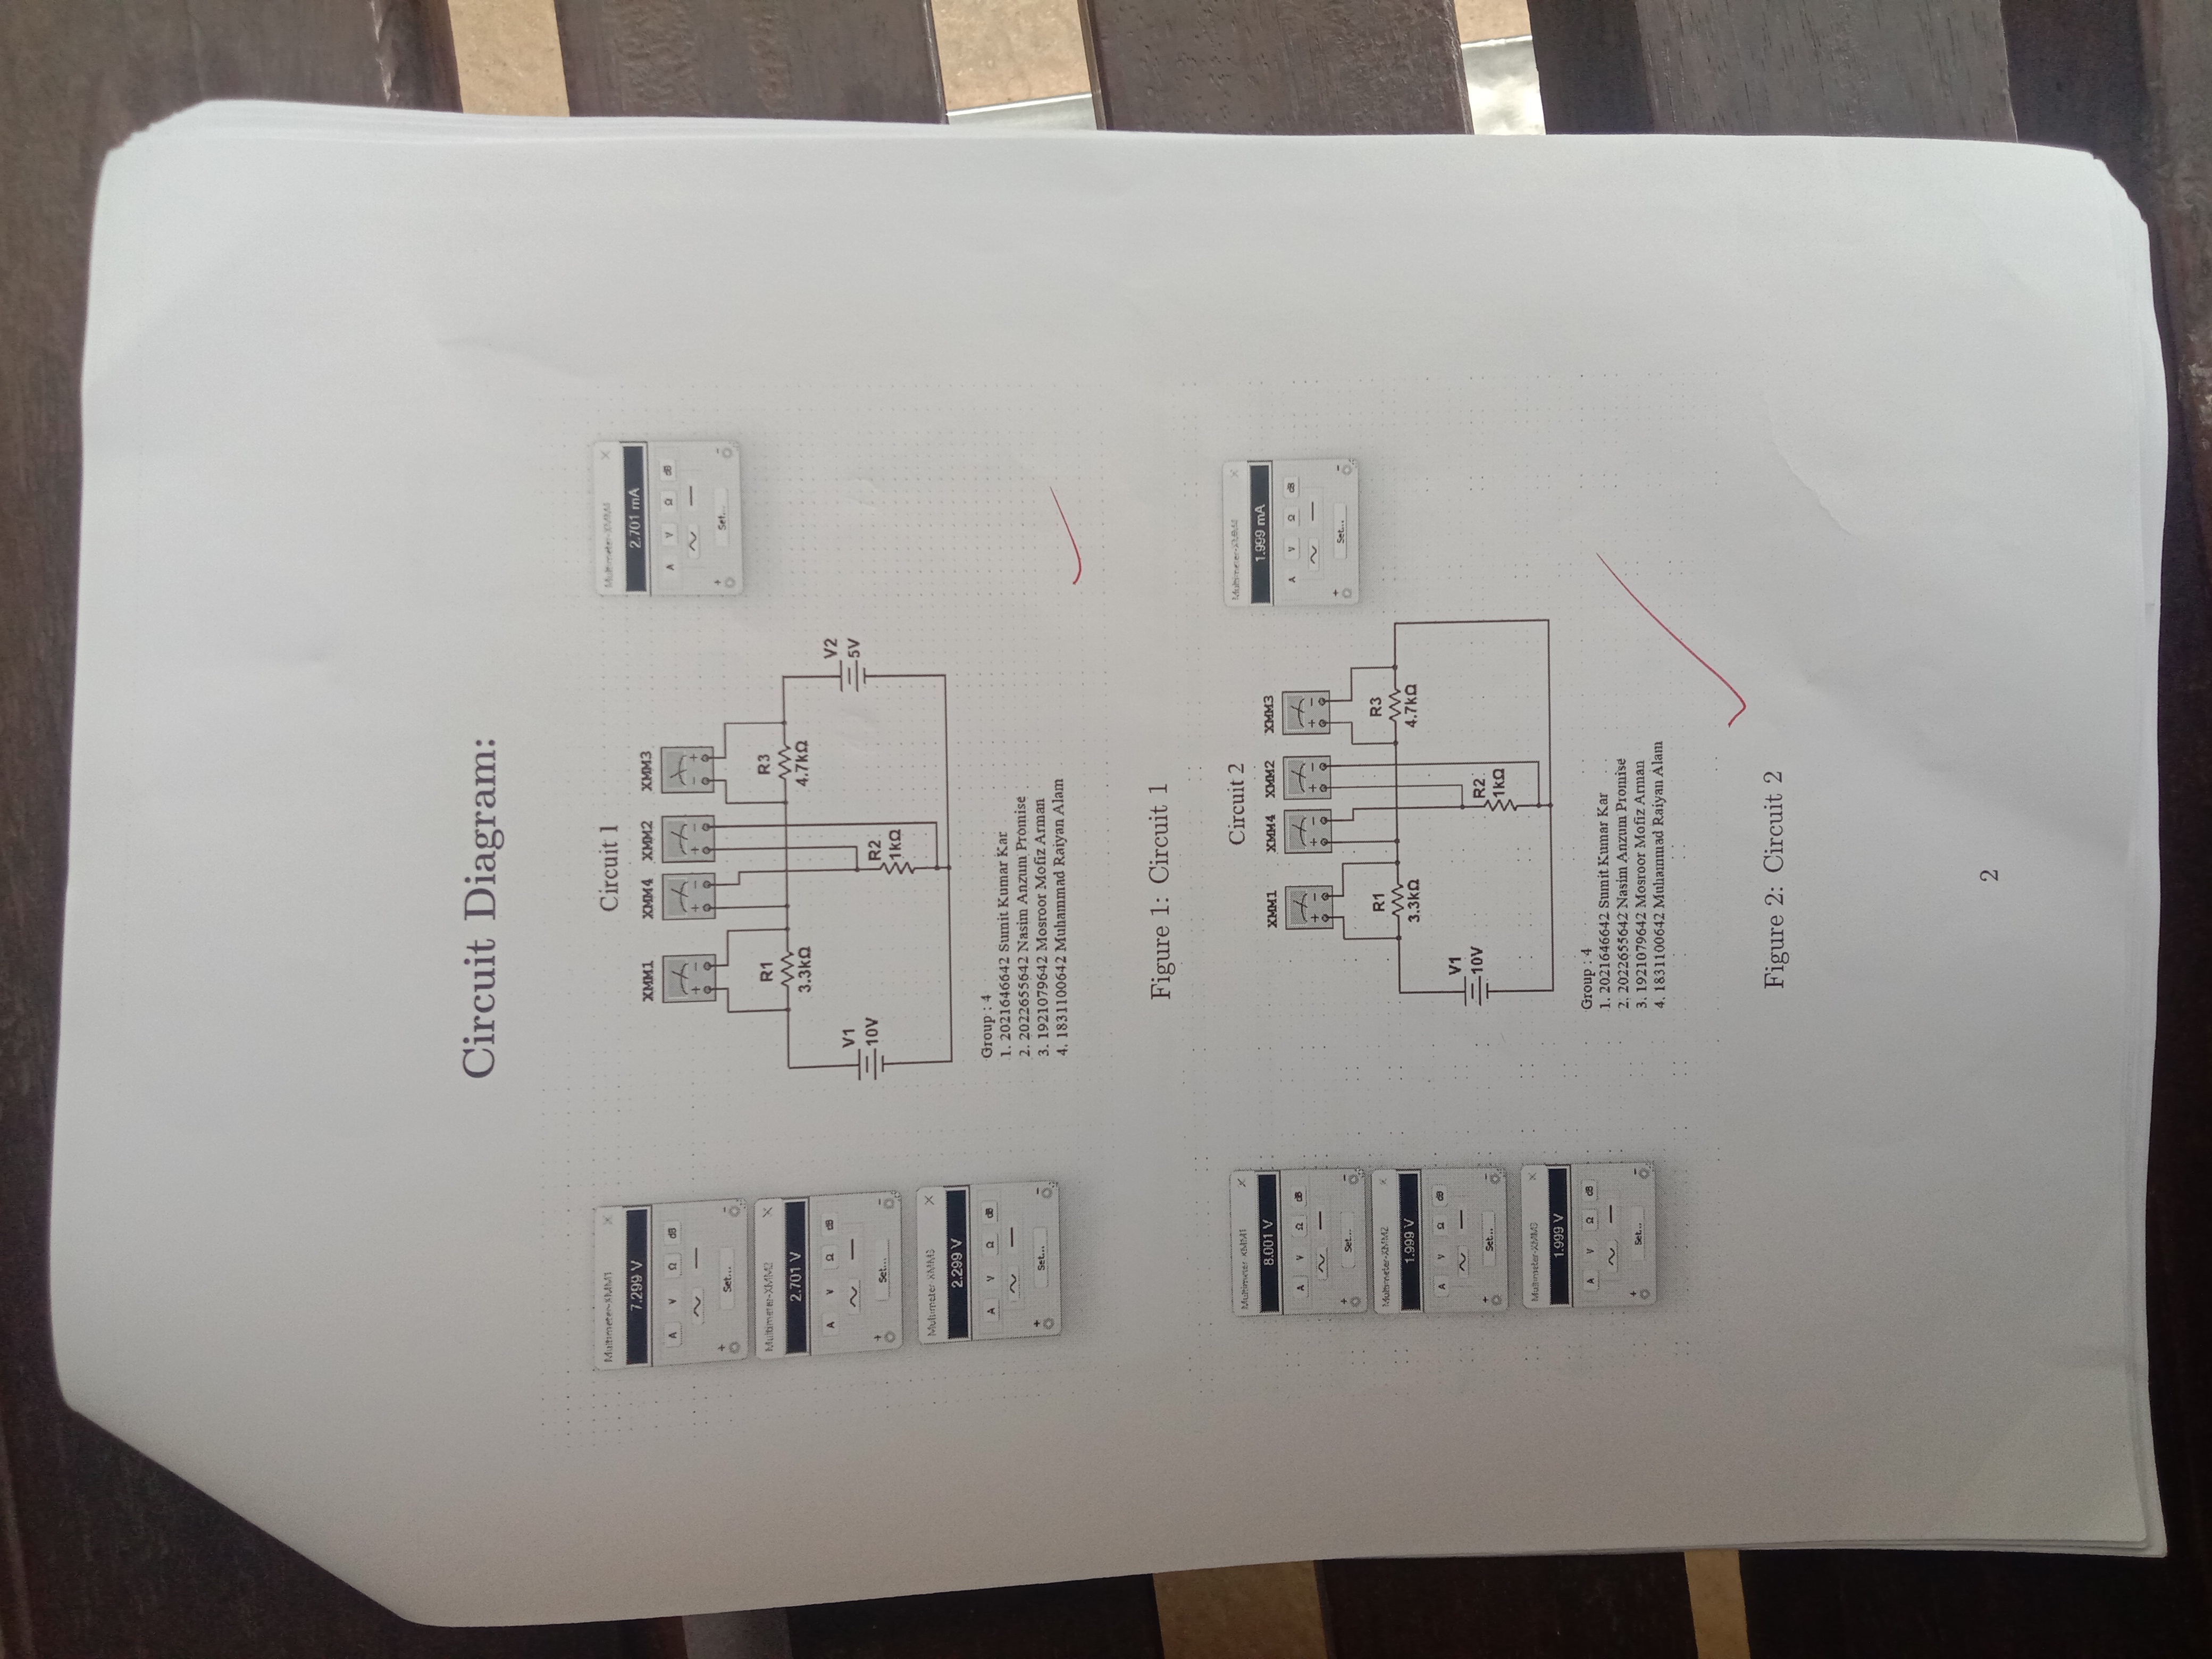 Circuit Diagram:
Circuit 1
Multimeter-XMM1 X
7.299 V
A V Ω dB
Set...
+ -
Multimeter-XMM2 X
2.701 V
A V Ω dB
Set...
+ -
Multimeter-XMM3 X
2.299 V
A V Ω dB
Set...
+ -
XMM1 XMM4 XMM2 XMM3
+ - + - + - - +
R1
3.3kΩ
R3
4.7kΩ
R2
1kΩ
V1
10V
V2
5V
Multimeter-XMM4 X
2.701 mA
A V Ω dB
Set...
+ -
Group : 4
1. 2021646642 Sumit Kumar Kar
2. 2022655642 Nasim Anzum Promise
3. 1921079642 Mosroor Mofiz Arman
4. 1831100642 Muhammad Raiyan Alam
Figure 1: Circuit 1
Circuit 2
Multimeter-XMM1 X
8.001 V
A V Ω dB
Set...
+ -
Multimeter-XMM2 X
1.999 V
A V Ω dB
Set...
+ -
Multimeter-XMM3 X
1.999 V
A V Ω dB
Set...
+ -
XMM1 XMM4 XMM2 XMM3
+ - + - + - + -
R1
3.3kΩ
R3
4.7kΩ
R2
1kΩ
V1
10V
Multimeter-XMM4 X
1.999 mA
A V Ω dB
Set...
+ -
Group : 4
1. 2021646642 Sumit Kumar Kar
2. 2022655642 Nasim Anzum Promise
3. 1921079642 Mosroor Mofiz Arman
4. 1831100642 Muhammad Raiyan Alam
Figure 2: Circuit 2
2